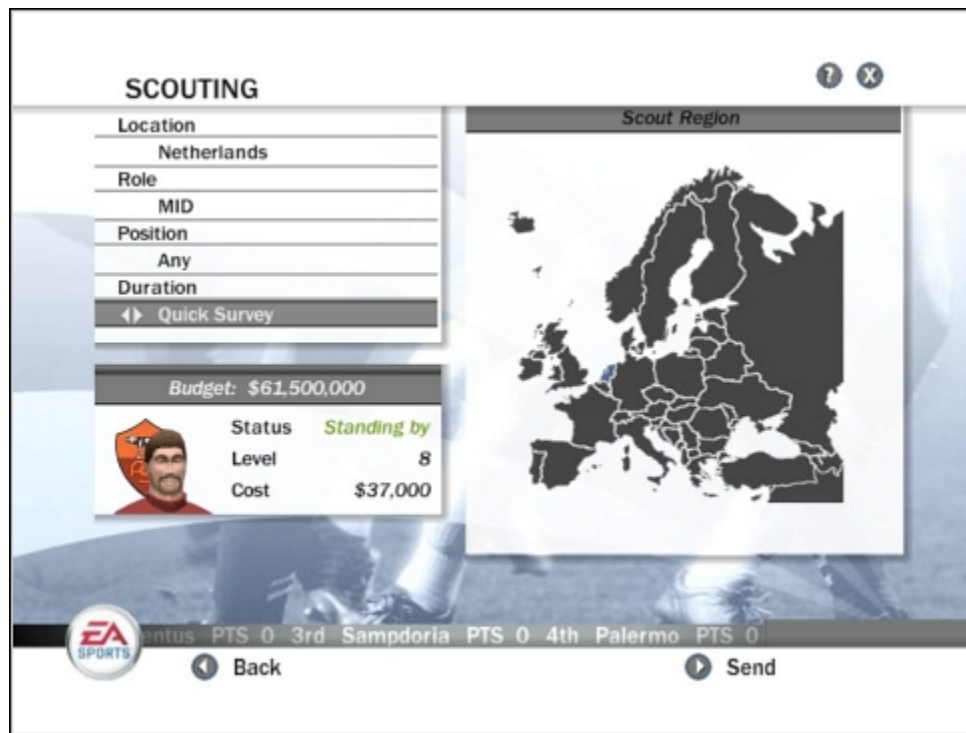 SCOUTING
? X
Location
Netherlands
Role
MID
Position
Any
Duration
Quick Survey
Scout Region
Budget: $61,500,000
Status Standing by
Level 8
Cost $37,000
EA
SPORTS
entus PTS 0 3rd Sampdoria PTS 0 4th Palermo PTS 0
Back
Send